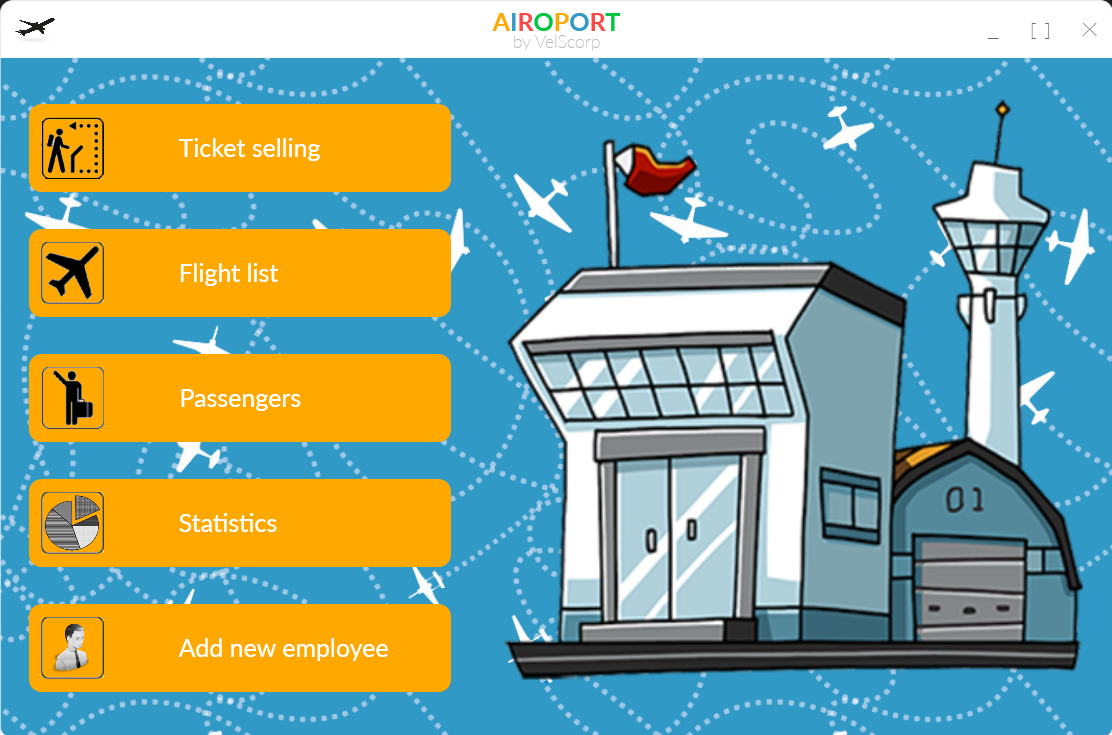 AIROPORT
by VelScorp
Ticket selling
Flight list
Passengers
Statistics
Add new employee
01